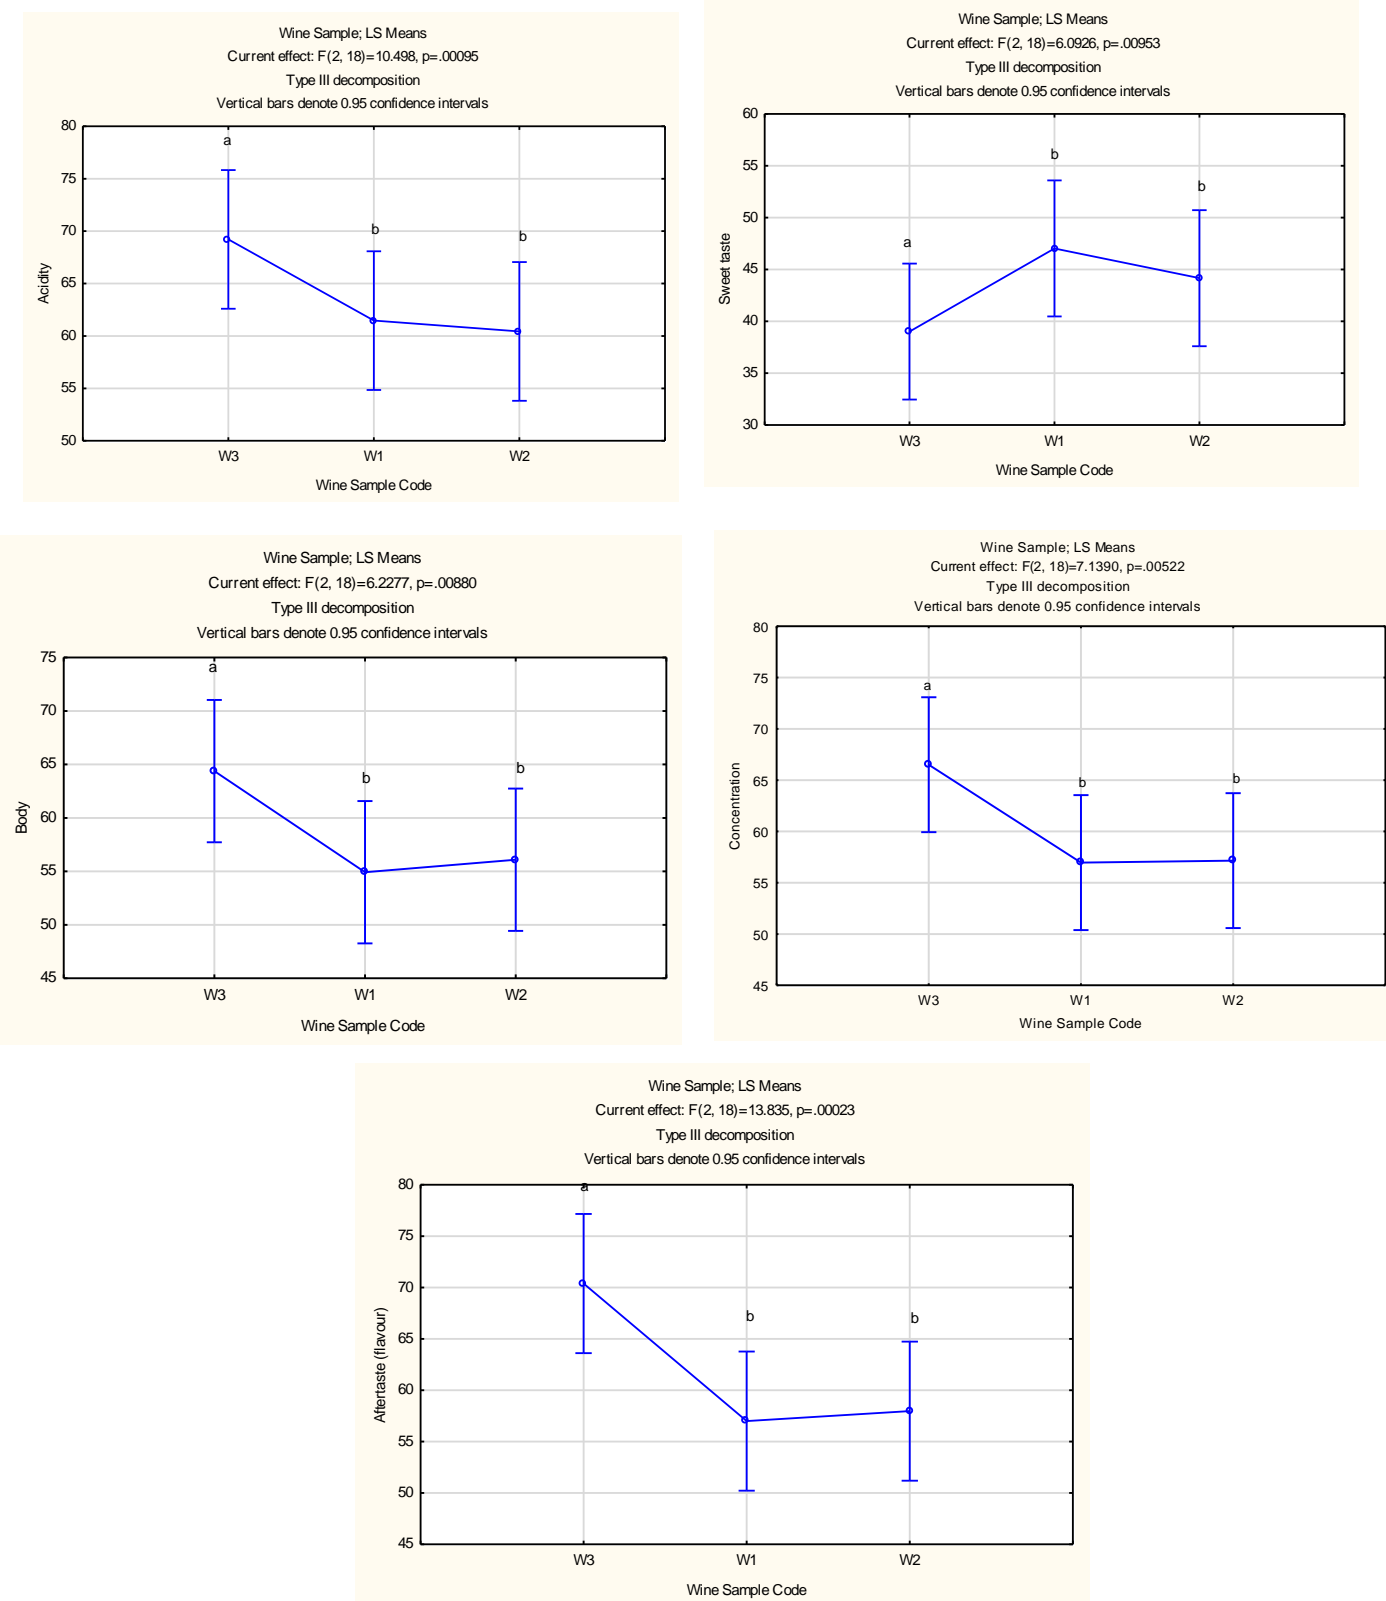 Wine Sample; LS Means
Current effect: F(2, 18)=10.498, p=.00095
Type III decomposition
Vertical bars denote 0.95 confidence intervals
80
75
70
65
60
55
50
Acidity
a
b
b
W3
W1
W2
Wine Sample Code
Wine Sample; LS Means
Current effect: F(2, 18)=6.0926, p=.00953
Type III decomposition
Vertical bars denote 0.95 confidence intervals
60
55
50
45
40
35
30
Sweet taste
a
b
b
W3
W1
W2
Wine Sample Code
Wine Sample; LS Means
Current effect: F(2, 18)=6.2277, p=.00880
Type III decomposition
Vertical bars denote 0.95 confidence intervals
75
70
65
60
55
50
45
Body
a
b
b
W3
W1
W2
Wine Sample Code
Wine Sample; LS Means
Current effect: F(2, 18)=7.1390, p=.00522
Type III decomposition
Vertical bars denote 0.95 confidence intervals
80
75
70
65
60
55
50
45
Concentration
a
b
b
W3
W1
W2
Wine Sample Code
Wine Sample; LS Means
Current effect: F(2, 18)=13.835, p=.00023
Type III decomposition
Vertical bars denote 0.95 confidence intervals
80
75
70
65
60
55
50
45
Aftertaste (flavour)
a
b
b
W3
W1
W2
Wine Sample Code